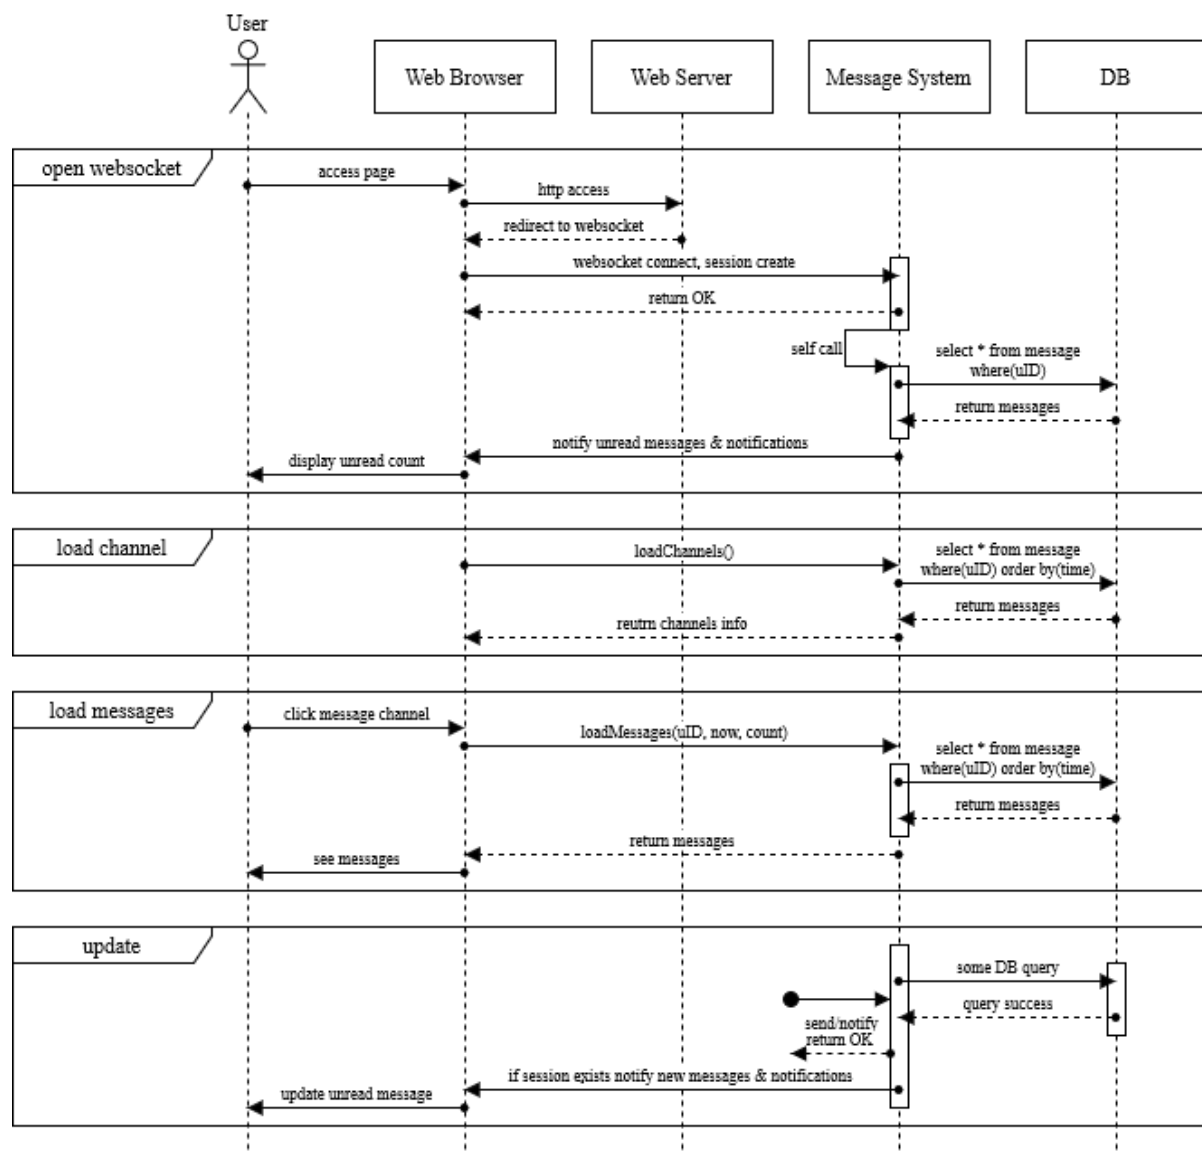 User
Web Browser
Web Server
Message System
DB
open websocket
access page
http access
redirect to websocket
websocket connect, session create
return OK
self call
select * from message
where(uID)
return messages
notify unread messages & notifications
display unread count
load channel
loadChannels()
select * from message
where(uID) order by(time)
return messages
reutrn channels info
load messages
click message channel
loadMessages(uID, now, count)
select * from message
where(uID) order by(time)
return messages
return messages
see messages
update
some DB query
query success
send/notify
return OK
if session exists notify new messages & notifications
update unread message